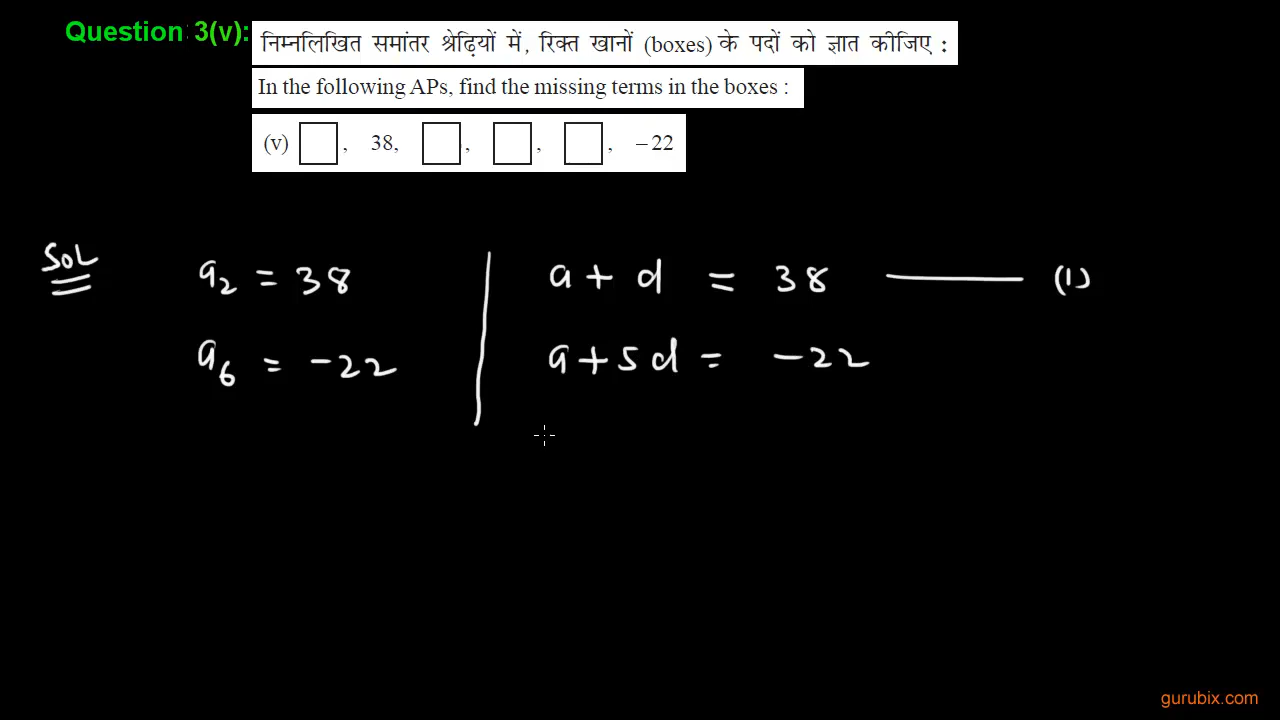 Question 3(v):
निम्नलिखित समांतर श्रेढ़ियों में, रिक्त खानों (boxes) के पदों को ज्ञात कीजिए :
In the following APs, find the missing terms in the boxes :
(v) □, 38, □, □, □, –22
SOL
a₂ = 38
a₆ = -22
a + d = 38 ——— (1)
a + 5d = -22
gurubix.com